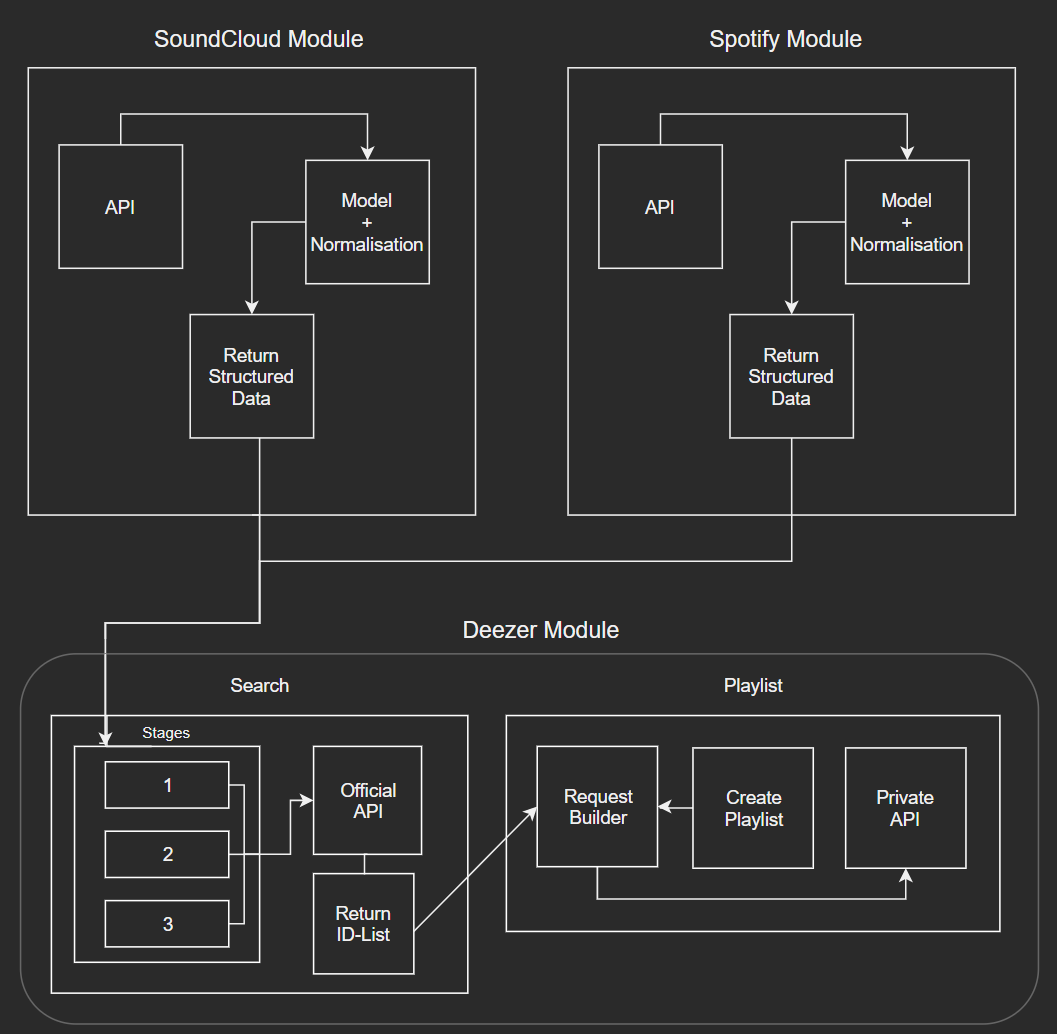 SoundCloud Module
Spotify Module
API
Model
+
Normalisation
Return
Structured
Data
API
Model
+
Normalisation
Return
Structured
Data
Deezer Module
Search
Stages
1
2
3
Official
API
Return
ID-List
Playlist
Request
Builder
Create
Playlist
Private
API